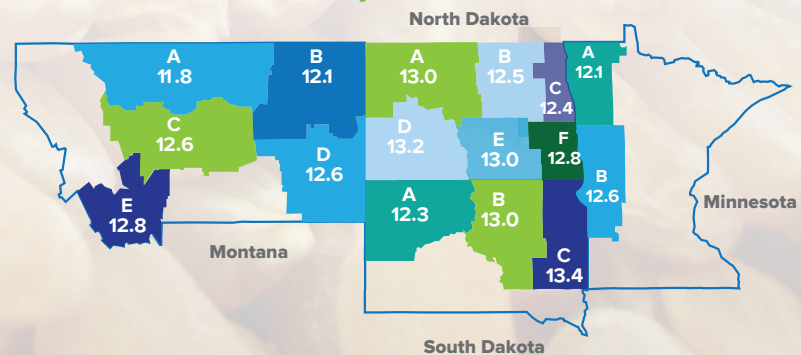 North Dakota
A
11.8
B
12.1
A
13.0
B
12.5
C
12.4
A
12.1
C
12.6
D
12.6
D
13.2
E
13.0
F
12.8
B
12.6
E
12.8
A
12.3
B
13.0
C
13.4
Minnesota
Montana
South Dakota